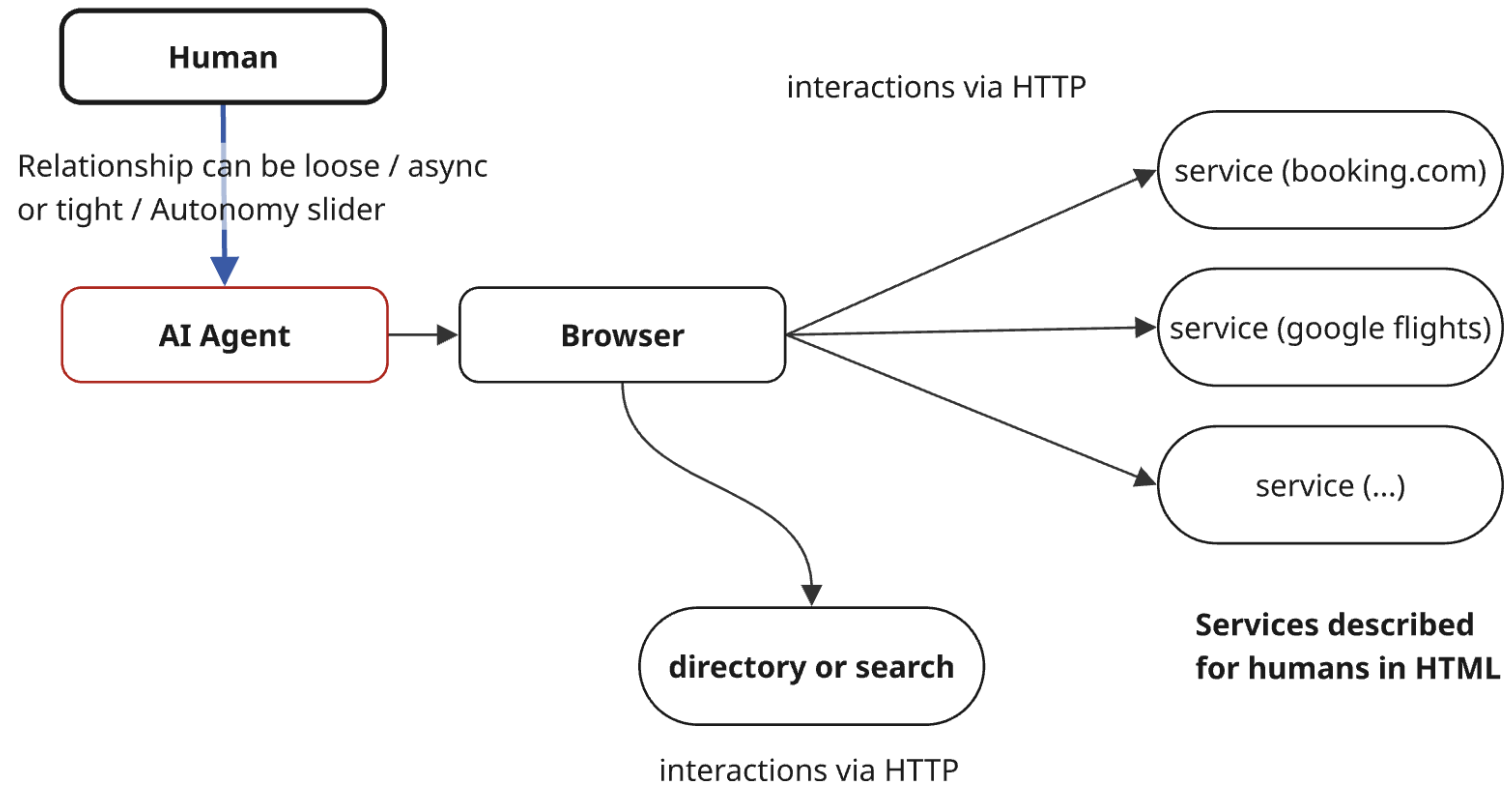 Human
interactions via HTTP
Relationship can be loose / async
or tight / Autonomy slider
service (booking.com)
AI Agent
Browser
service (google flights)
service (...)
directory or search
Services described
for humans in HTML
interactions via HTTP